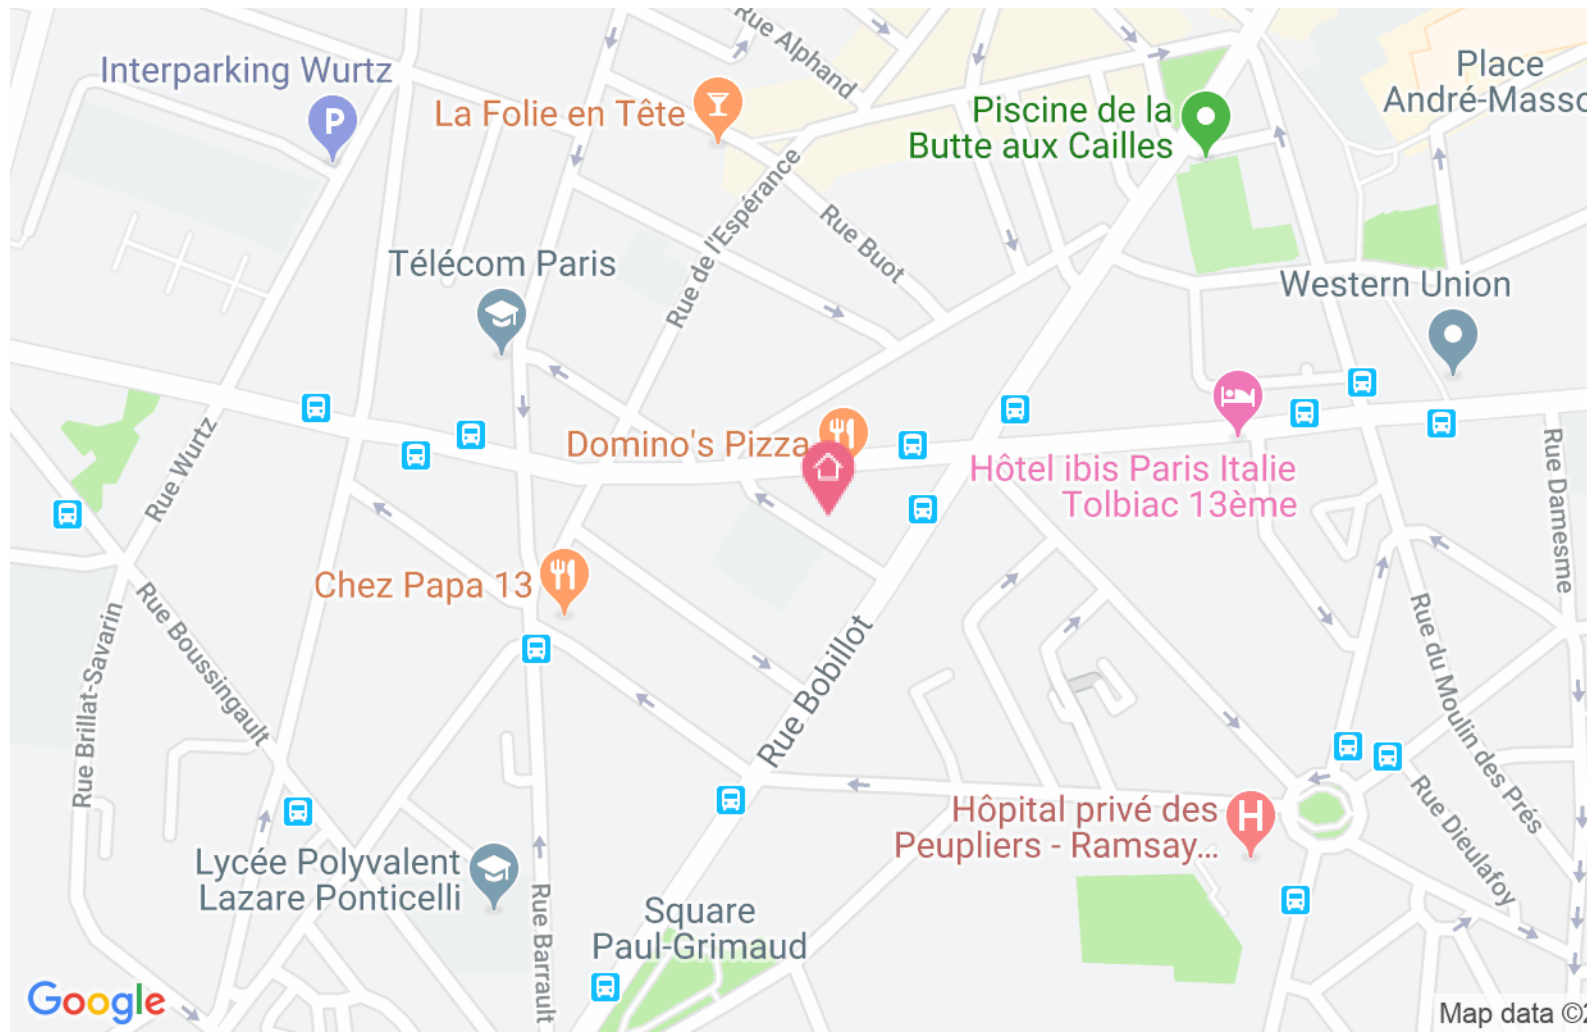 Rue Alphand
Interparking Wurtz
P
La Folie en Tête
Piscine de la
Butte aux Cailles
Place
André-Masso
Rue de l'Espérance
Rue Buot
Télécom Paris
Western Union
Domino's Pizza
Hôtel ibis Paris Italie
Tolbiac 13ème
Rue Wurtz
Rue Damesme
Chez Papa 13
Rue Brillat-Savarin
Rue Boussingault
Rue Bobillot
Rue du Moulin des Prés
Hôpital privé des
Peupliers - Ramsay...
H
Rue Dieulafoy
Lycée Polyvalent
Lazare Ponticelli
Rue Barrault
Square
Paul-Grimaud
Google
Map data ©2